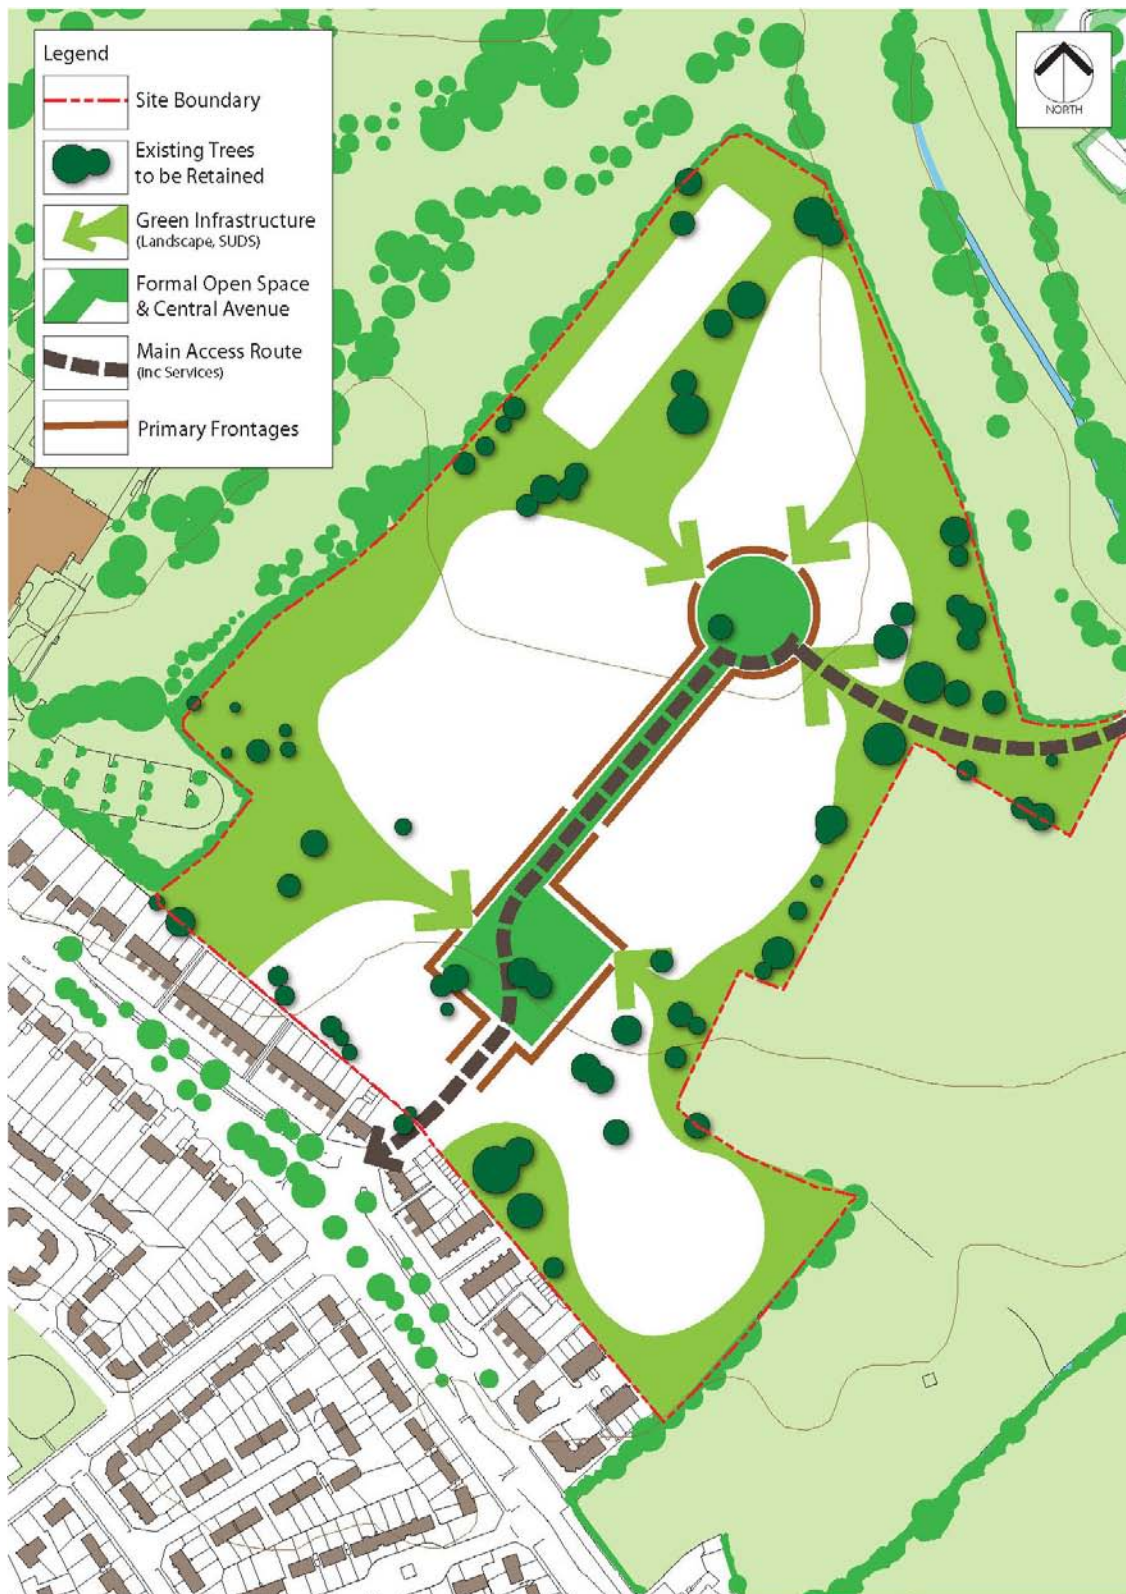 Legend
Site Boundary
Existing Trees
to be Retained
Green Infrastructure
(Landscape, SUDS)
Formal Open Space
& Central Avenue
Main Access Route
(Inc Services)
Primary Frontages
NORTH